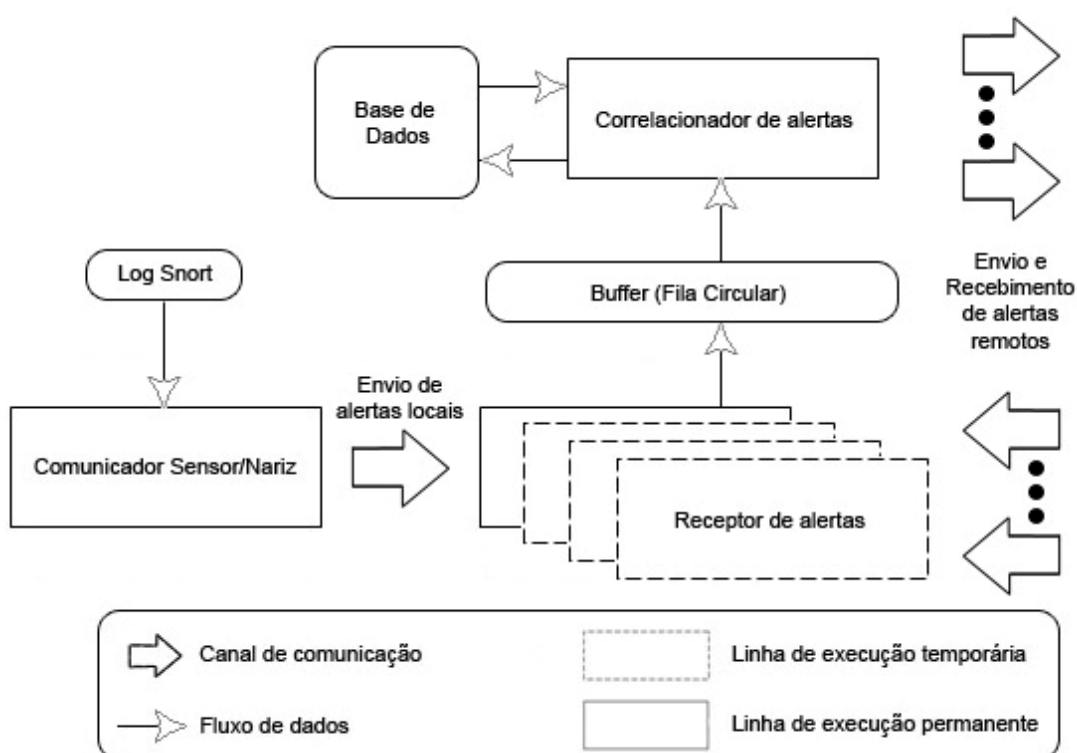 Base de
Dados
Correlacionador de alertas
Log Snort
Buffer (Fila Circular)
Envio e
Recebimento
de alertas
remotos
Envio de
alertas locais
Comunicador Sensor/Nariz
Receptor de alertas
Canal de comunicação
Linha de execução temporária
Fluxo de dados
Linha de execução permanente